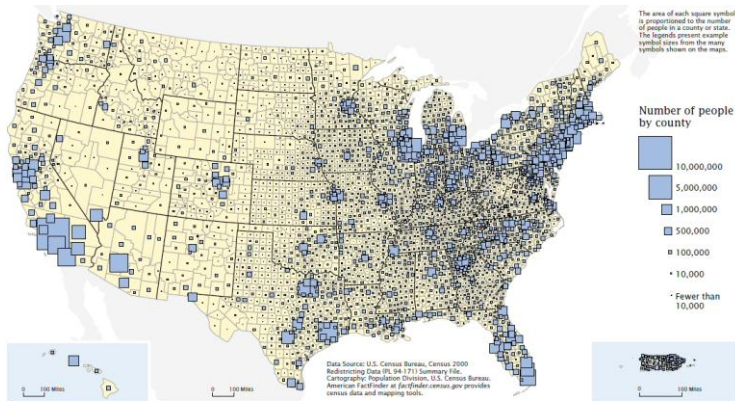 The area of each square symbol
is proportioned to the number
of people in a county or state.
The legends present example
symbol sizes from the many
symbols shown on the maps.
Number of people
by county
10,000,000
5,000,000
1,000,000
500,000
100,000
10,000
Fewer than
10,000
Data Source: U.S. Census Bureau, Census 2000
Redistricting Data (PL 94-171) Summary File.
Cartography: Population Division, U.S. Census Bureau.
American FactFinder at factfinder.census.gov provides
census data and mapping tools.
0 100 Miles
0 100 Miles
0 100 Miles